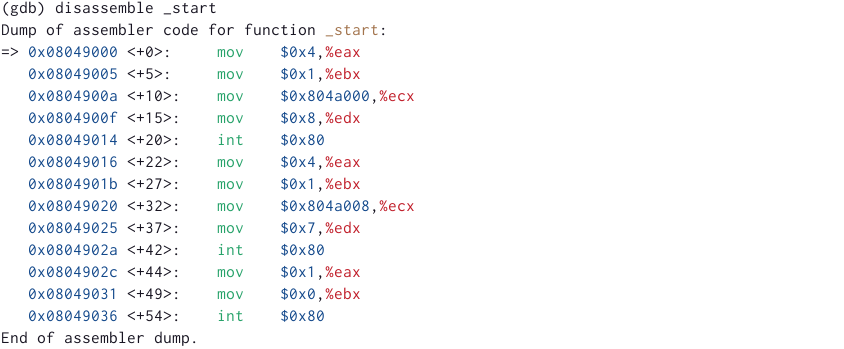 (gdb) disassemble _start
Dump of assembler code for function _start:
=> 0x08049000 <+0>:     mov    $0x4,%eax
   0x08049005 <+5>:     mov    $0x1,%ebx
   0x0804900a <+10>:    mov    $0x804a000,%ecx
   0x0804900f <+15>:    mov    $0x8,%edx
   0x08049014 <+20>:    int    $0x80
   0x08049016 <+22>:    mov    $0x4,%eax
   0x0804901b <+27>:    mov    $0x1,%ebx
   0x08049020 <+32>:    mov    $0x804a008,%ecx
   0x08049025 <+37>:    mov    $0x7,%edx
   0x0804902a <+42>:    int    $0x80
   0x0804902c <+44>:    mov    $0x1,%eax
   0x08049031 <+49>:    mov    $0x0,%ebx
   0x08049036 <+54>:    int    $0x80
End of assembler dump.